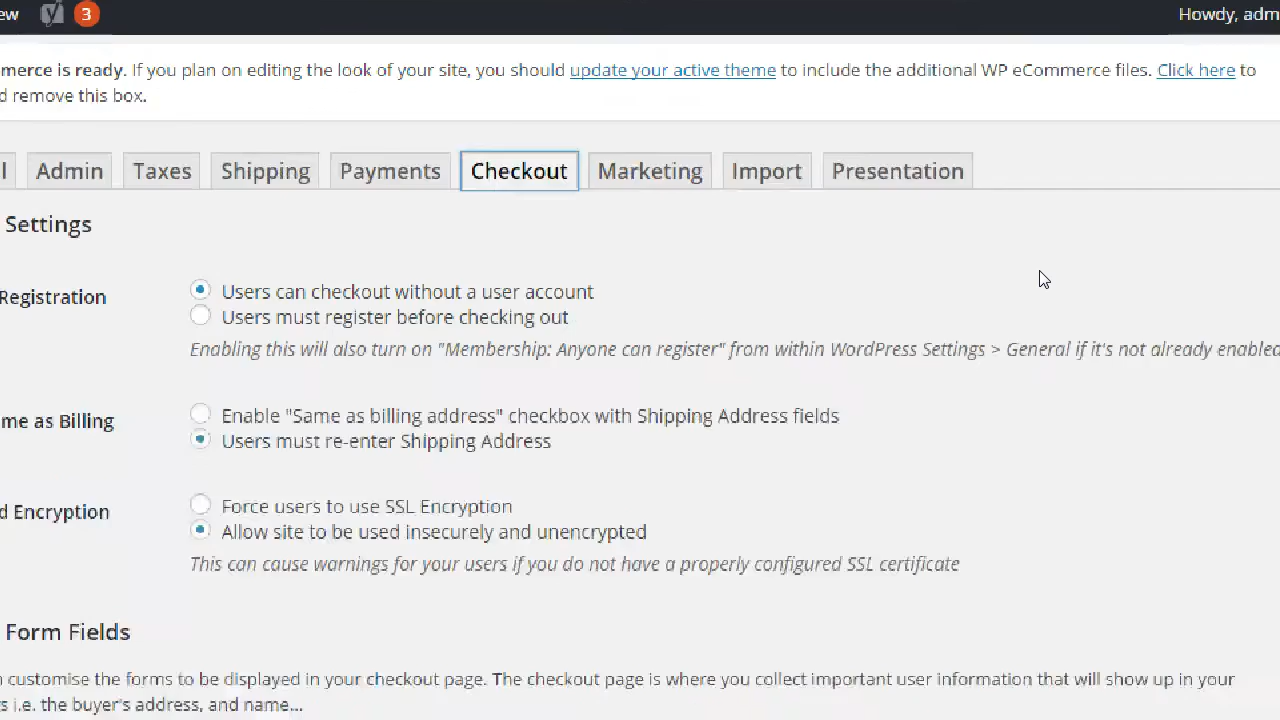 ew 3 Howdy, adm
merce is ready. If you plan on editing the look of your site, you should update your active theme to include the additional WP eCommerce files. Click here to
d remove this box.
l Admin Taxes Shipping Payments Checkout Marketing Import Presentation
Settings
Registration
Users can checkout without a user account
Users must register before checking out
Enabling this will also turn on "Membership: Anyone can register" from within WordPress Settings > General if it's not already enabled
me as Billing
Enable "Same as billing address" checkbox with Shipping Address fields
Users must re-enter Shipping Address
d Encryption
Force users to use SSL Encryption
Allow site to be used insecurely and unencrypted
This can cause warnings for your users if you do not have a properly configured SSL certificate
Form Fields
n customise the forms to be displayed in your checkout page. The checkout page is where you collect important user information that will show up in your
s i.e. the buyer's address, and name...